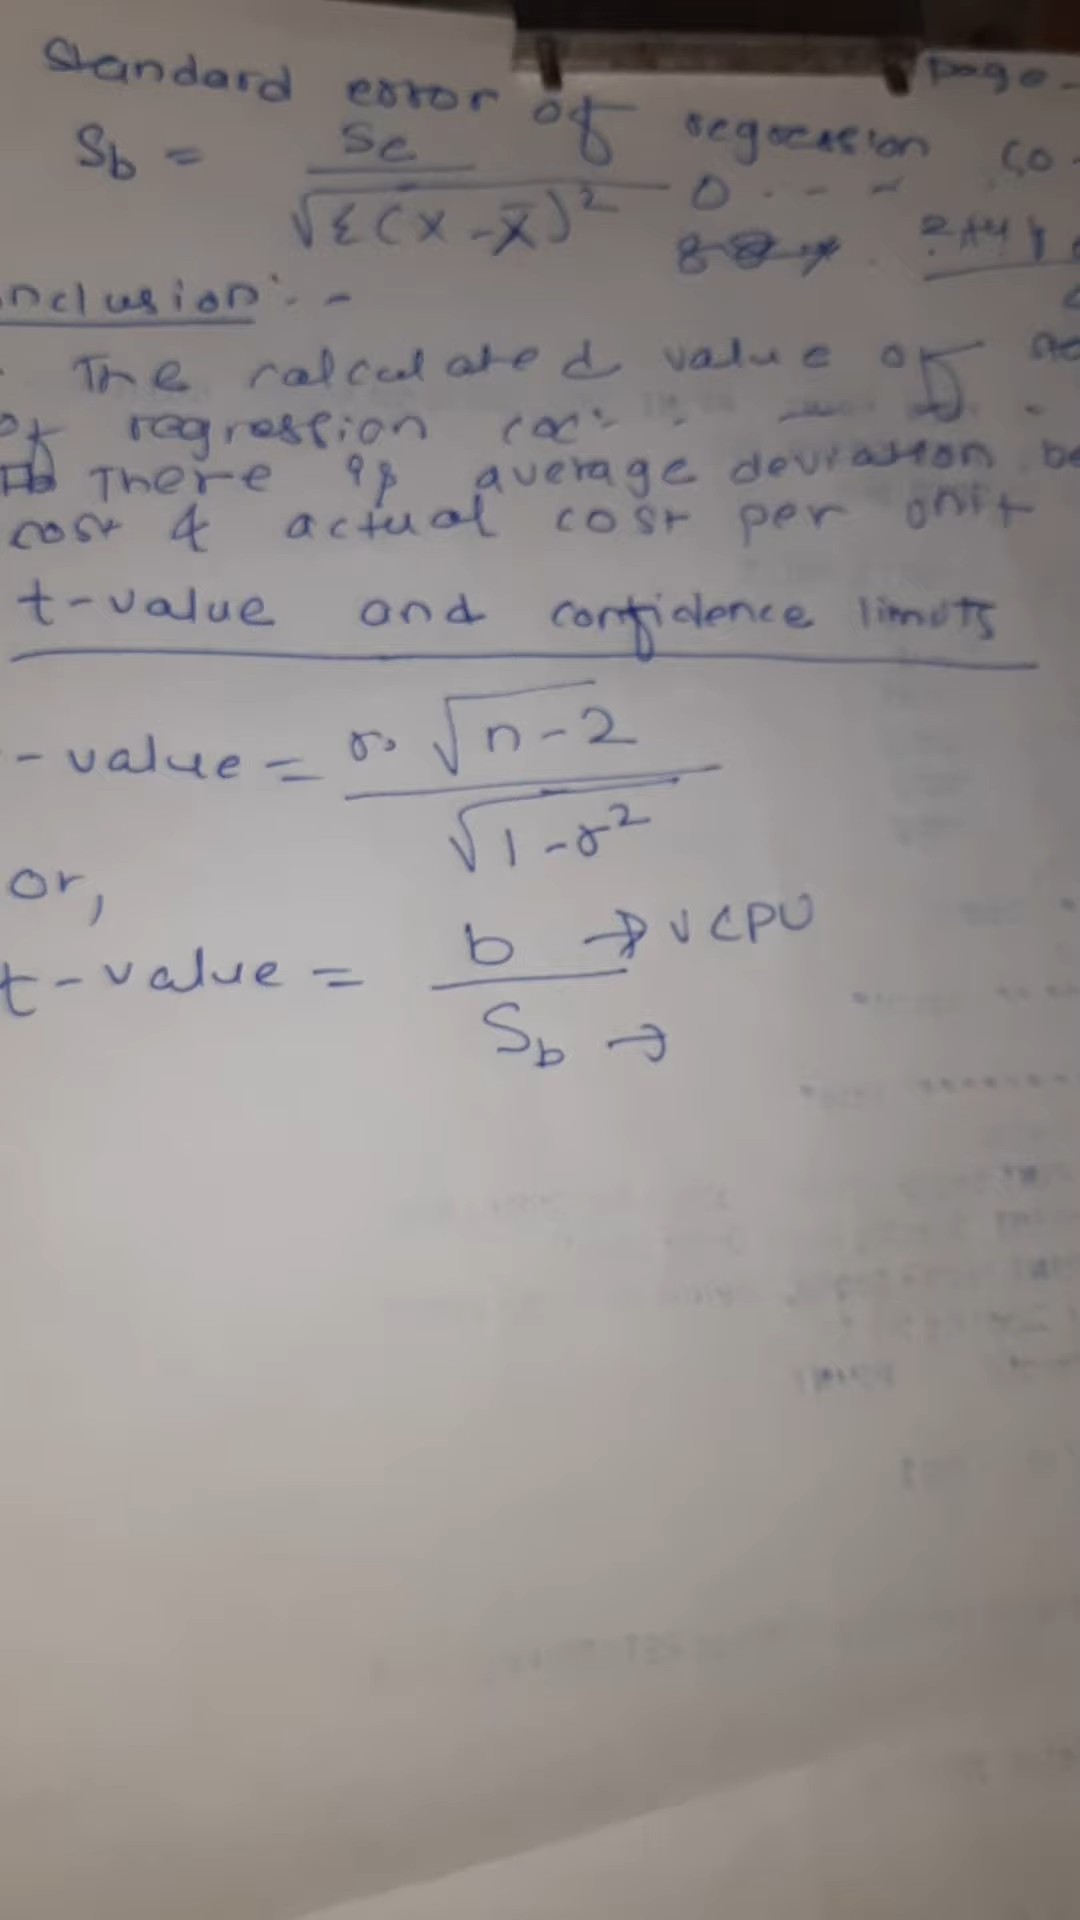 page-
Standard error of regression co-
Sb = Se / √Σ(x-x̄)²
nclusion:-
The calculated value of
of regression
There is average deviation be
cost & actual cost per unit
t-value and confidence limits
-value = r.√n-2 / √1-r²
or,
t-value = b → VCPU / Sb →